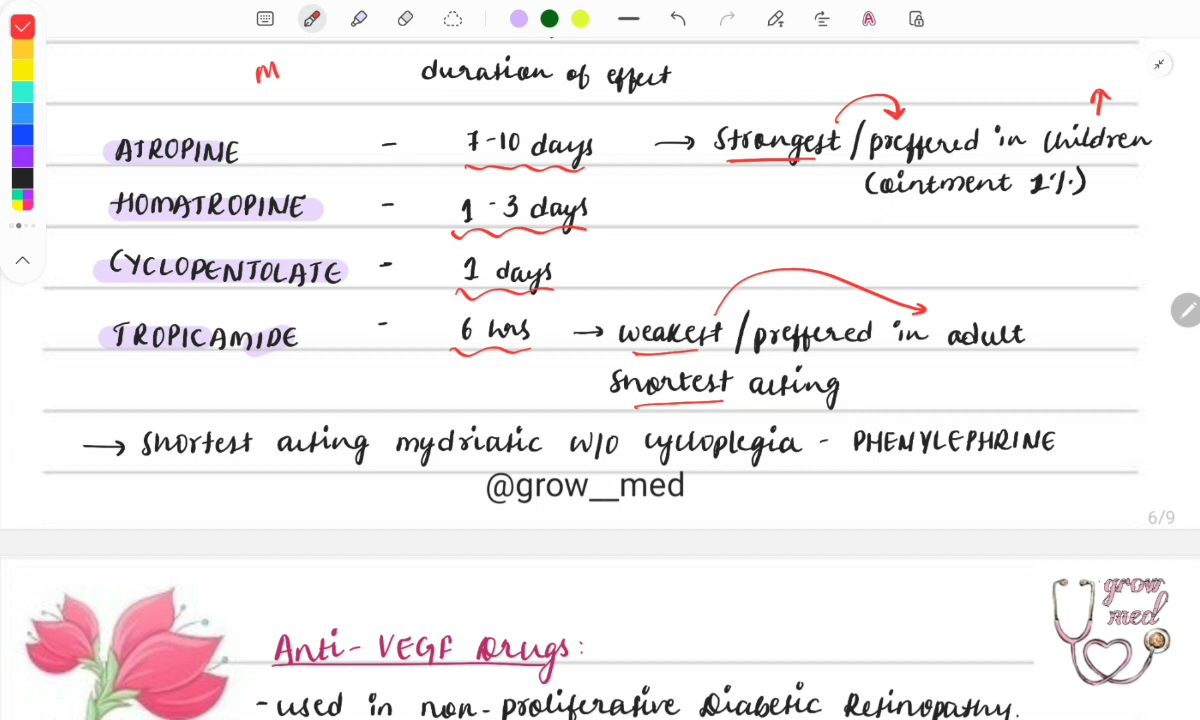 M duration of effect
ATROPINE - 7-10 days → Strongest / preffered in children
(ointment 1%)
HOMATROPINE - 1 - 3 days
CYCLOPENTOLATE - 1 days
TROPICAMIDE - 6 hrs → weakest / preffered in adult
shortest acting
→ shortest acting mydriatic w/o cycloplegia - PHENYLEPHRINE
@grow__med
6/9
grow
med
Anti-VEGF Drugs:
- used in non-proliferative Diabetic Retinopathy.